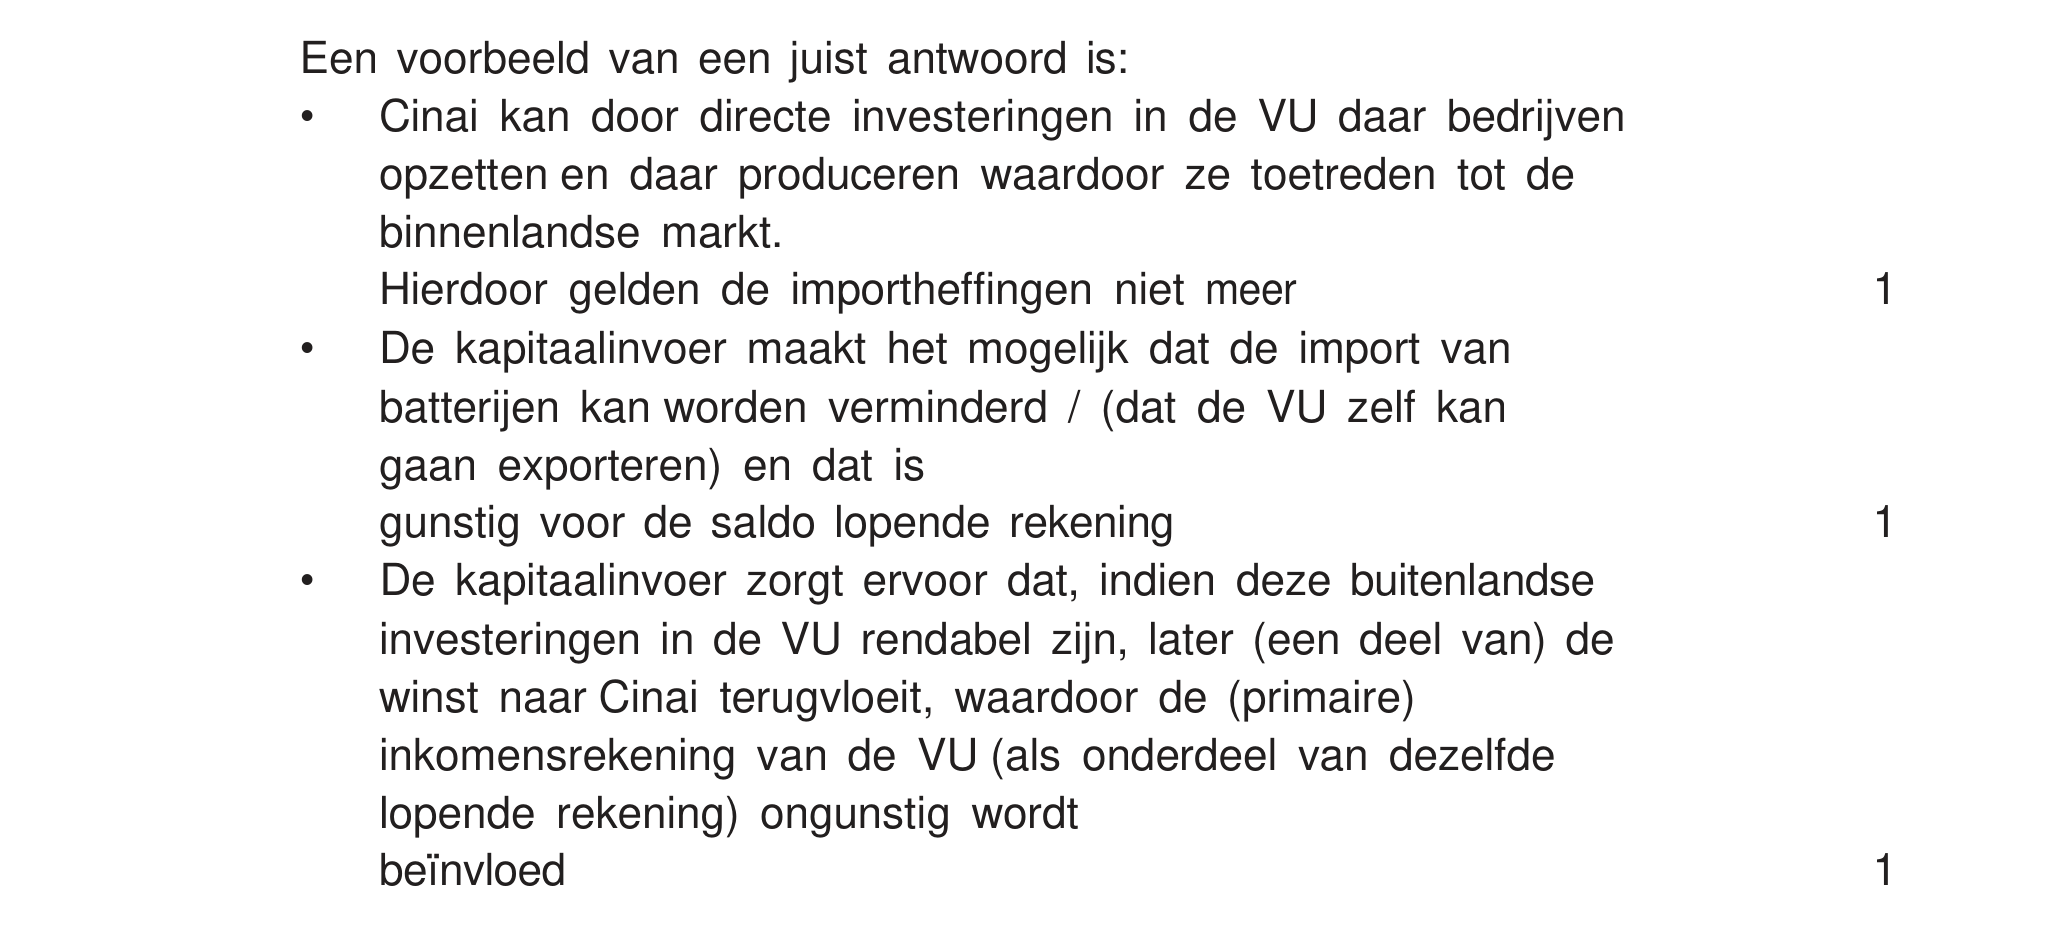 Een voorbeeld van een juist antwoord is:
• Cinai kan door directe investeringen in de VU daar bedrijven
opzetten en daar produceren waardoor ze toetreden tot de
binnenlandse markt.
Hierdoor gelden de importheffingen niet meer 1
• De kapitaalinvoer maakt het mogelijk dat de import van
batterijen kan worden verminderd / (dat de VU zelf kan
gaan exporteren) en dat is
gunstig voor de saldo lopende rekening 1
• De kapitaalinvoer zorgt ervoor dat, indien deze buitenlandse
investeringen in de VU rendabel zijn, later (een deel van) de
winst naar Cinai terugvloeit, waardoor de (primaire)
inkomensrekening van de VU (als onderdeel van dezelfde
lopende rekening) ongunstig wordt
beïnvloed 1